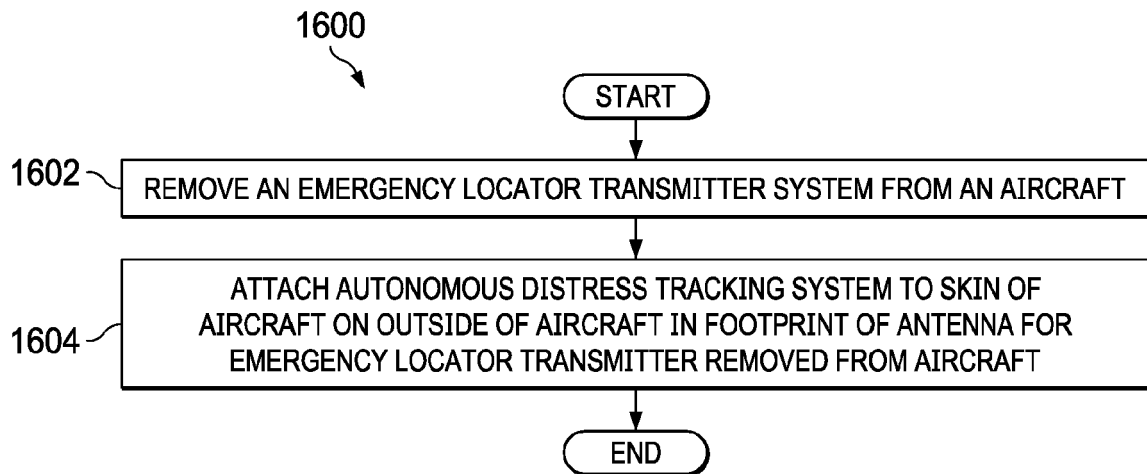 1600
START
1602
REMOVE AN EMERGENCY LOCATOR TRANSMITTER SYSTEM FROM AN AIRCRAFT
1604
ATTACH AUTONOMOUS DISTRESS TRACKING SYSTEM TO SKIN OF
AIRCRAFT ON OUTSIDE OF AIRCRAFT IN FOOTPRINT OF ANTENNA FOR
EMERGENCY LOCATOR TRANSMITTER REMOVED FROM AIRCRAFT
END